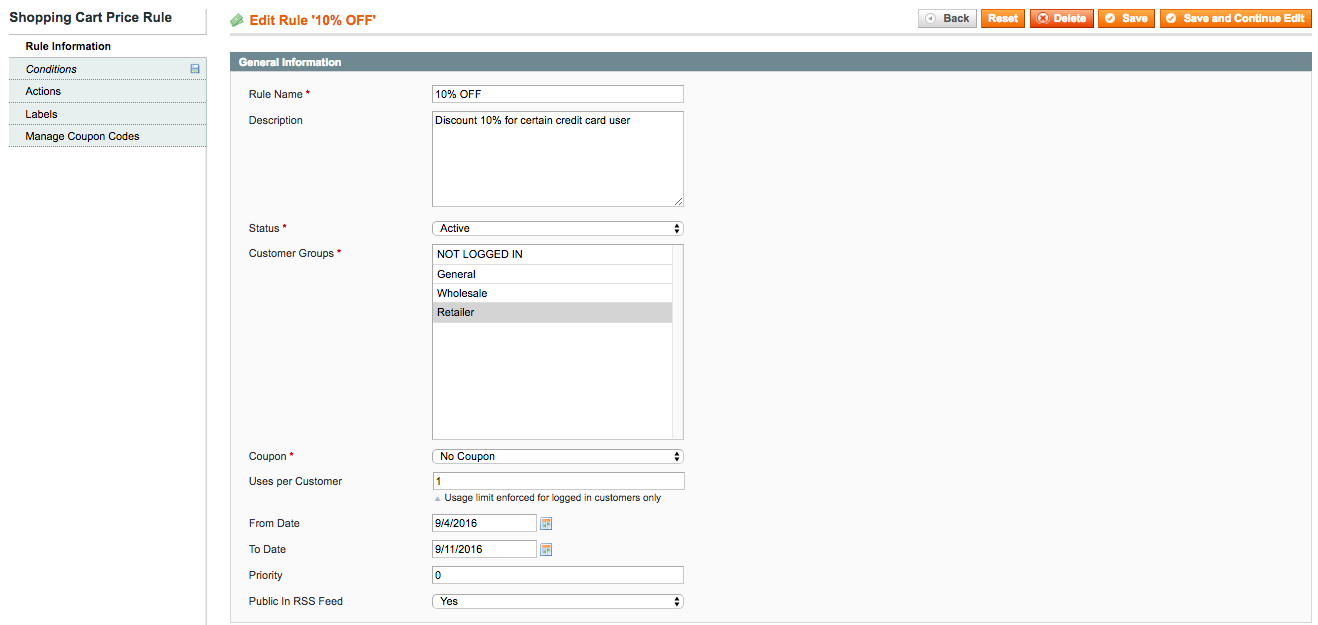 Shopping Cart Price Rule
Rule Information
Conditions
Actions
Labels
Manage Coupon Codes
Edit Rule '10% OFF'
Back
Reset
Delete
Save
Save and Continue Edit
General Information
Rule Name *
10% OFF
Description
Discount 10% for certain credit card user
Status *
Active
Customer Groups *
NOT LOGGED IN
General
Wholesale
Retailer
Coupon *
No Coupon
Uses per Customer
1
Usage limit enforced for logged in customers only
From Date
9/4/2016
To Date
9/11/2016
Priority
0
Public In RSS Feed
Yes